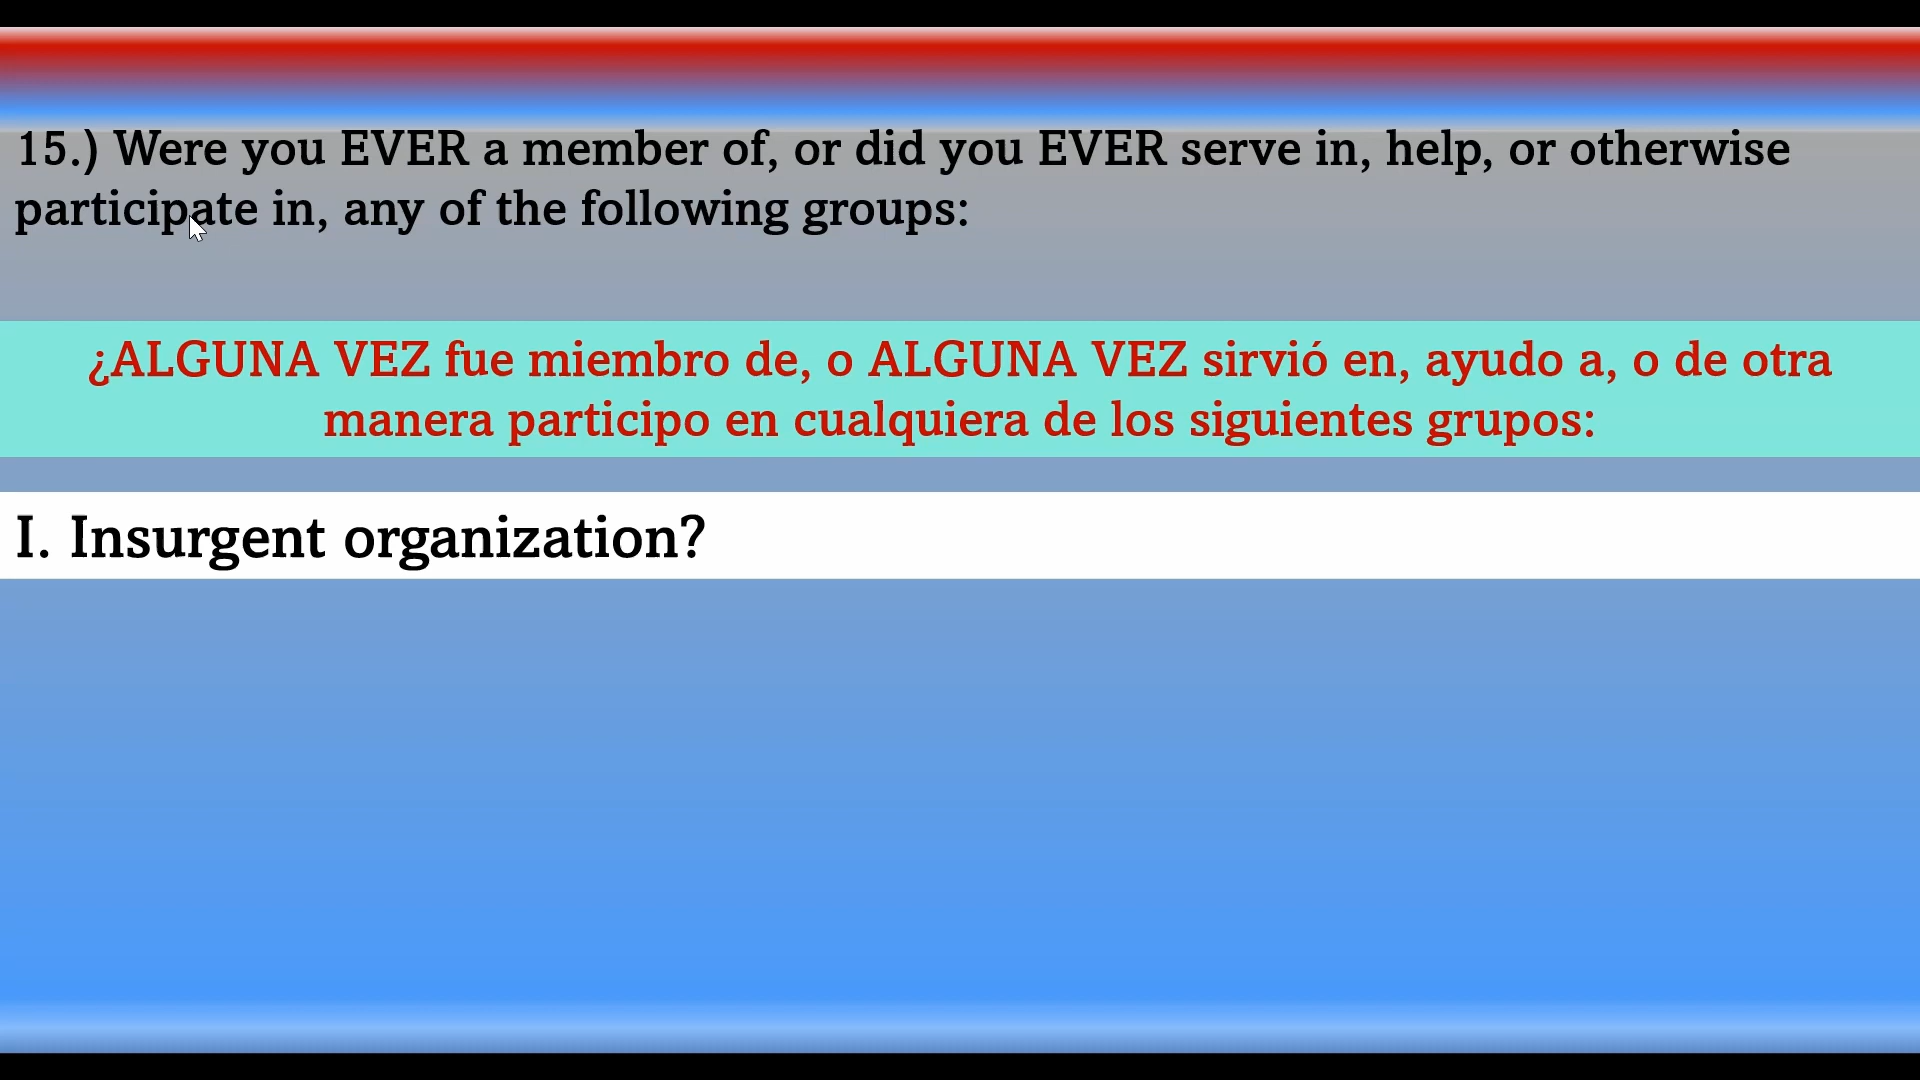 15.) Were you EVER a member of, or did you EVER serve in, help, or otherwise
participate in, any of the following groups:
¿ALGUNA VEZ fue miembro de, o ALGUNA VEZ sirvió en, ayudo a, o de otra
manera participo en cualquiera de los siguientes grupos:
I. Insurgent organization?